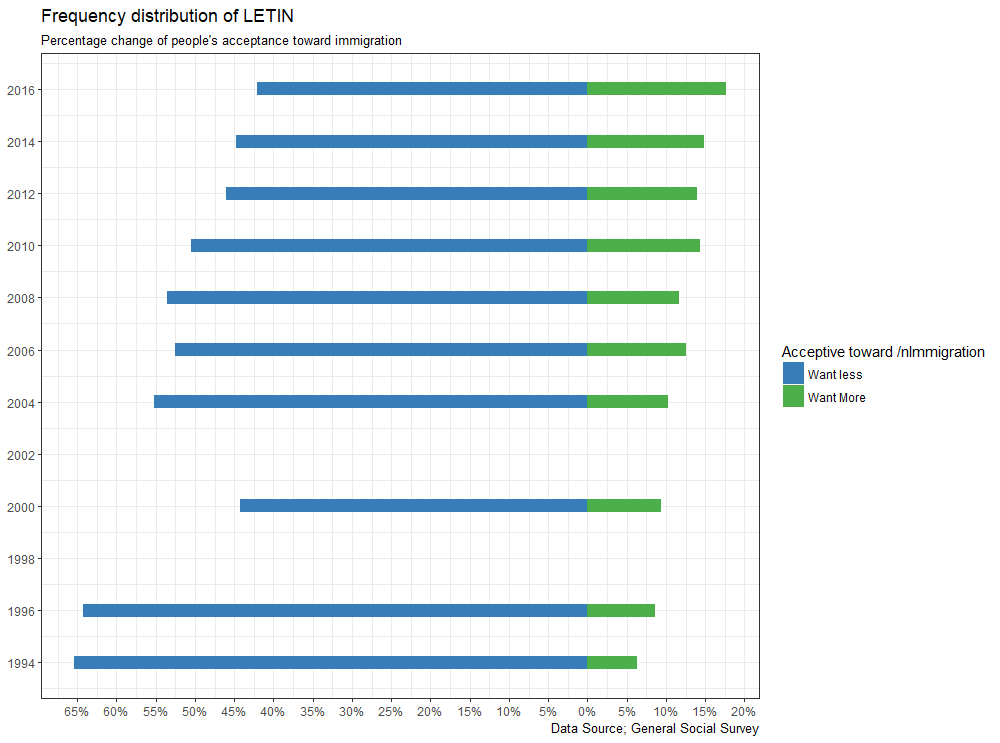 Frequency distribution of LETIN
Percentage change of people's acceptance toward immigration
2016
2014
2012
2010
2008
2006
2004
2002
2000
1998
1996
1994
65% 60% 55% 50% 45% 40% 35% 30% 25% 20% 15% 10% 5% 0% 5% 10% 15% 20%
Data Source; General Social Survey
Acceptive toward /nImmigration
Want less
Want More